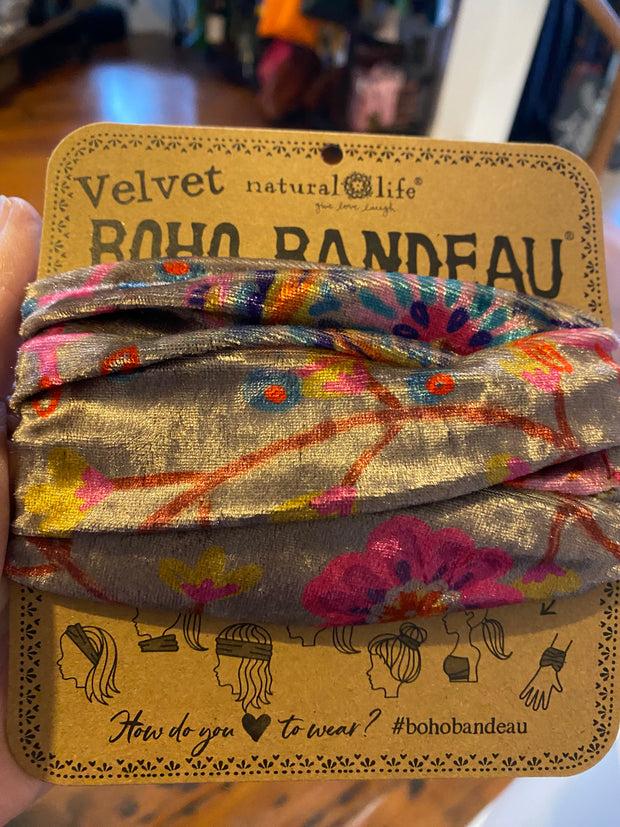 Velvet natural life®
give love laugh
BOHO BANDEAU®
How do you ♥ to wear? #bohobandeau